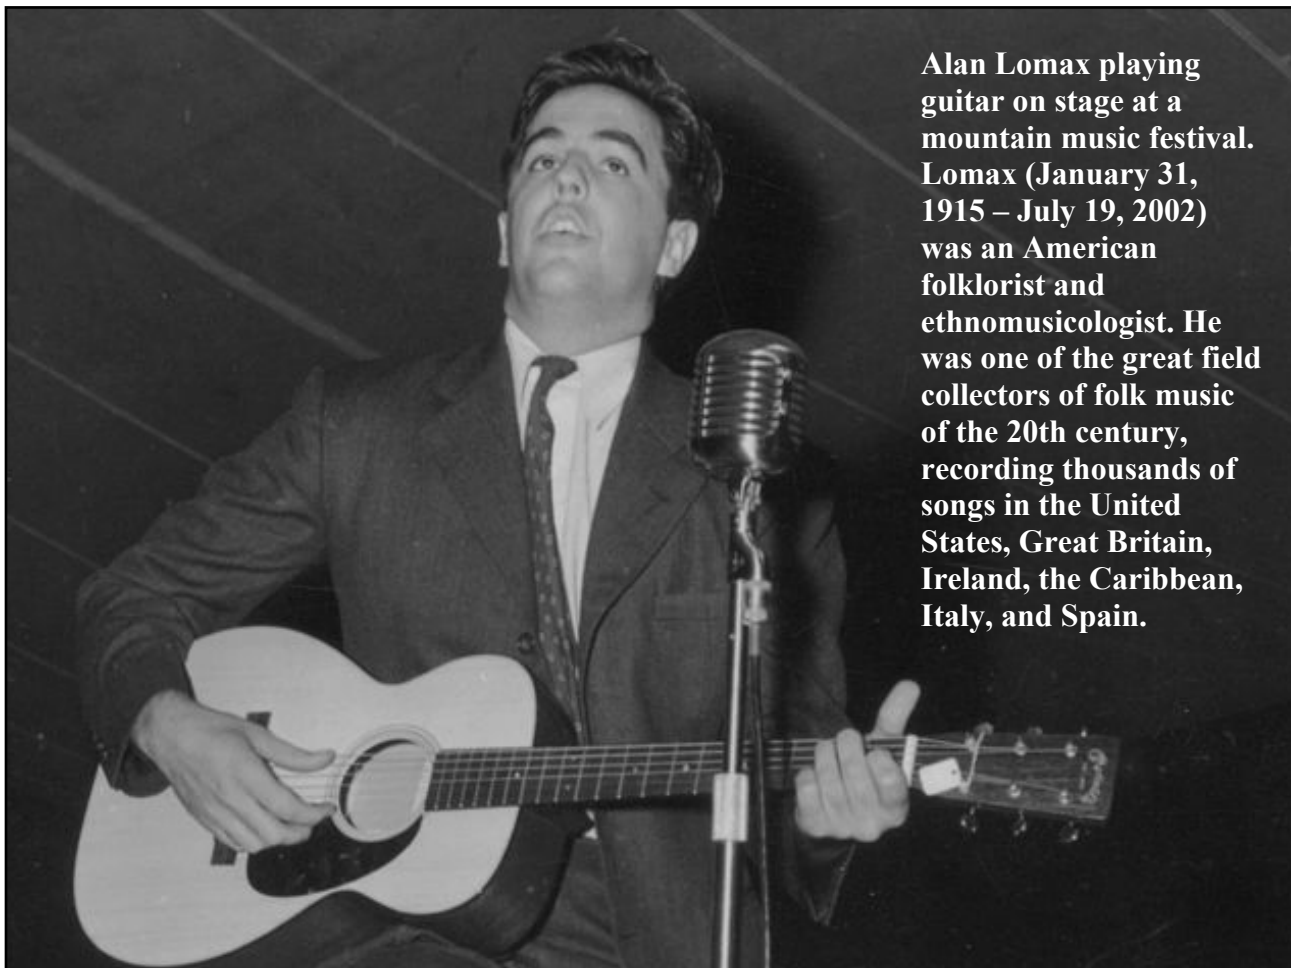 Alan Lomax playing
guitar on stage at a
mountain music festival.
Lomax (January 31,
1915 – July 19, 2002)
was an American
folklorist and
ethnomusicologist. He
was one of the great field
collectors of folk music
of the 20th century,
recording thousands of
songs in the United
States, Great Britain,
Ireland, the Caribbean,
Italy, and Spain.